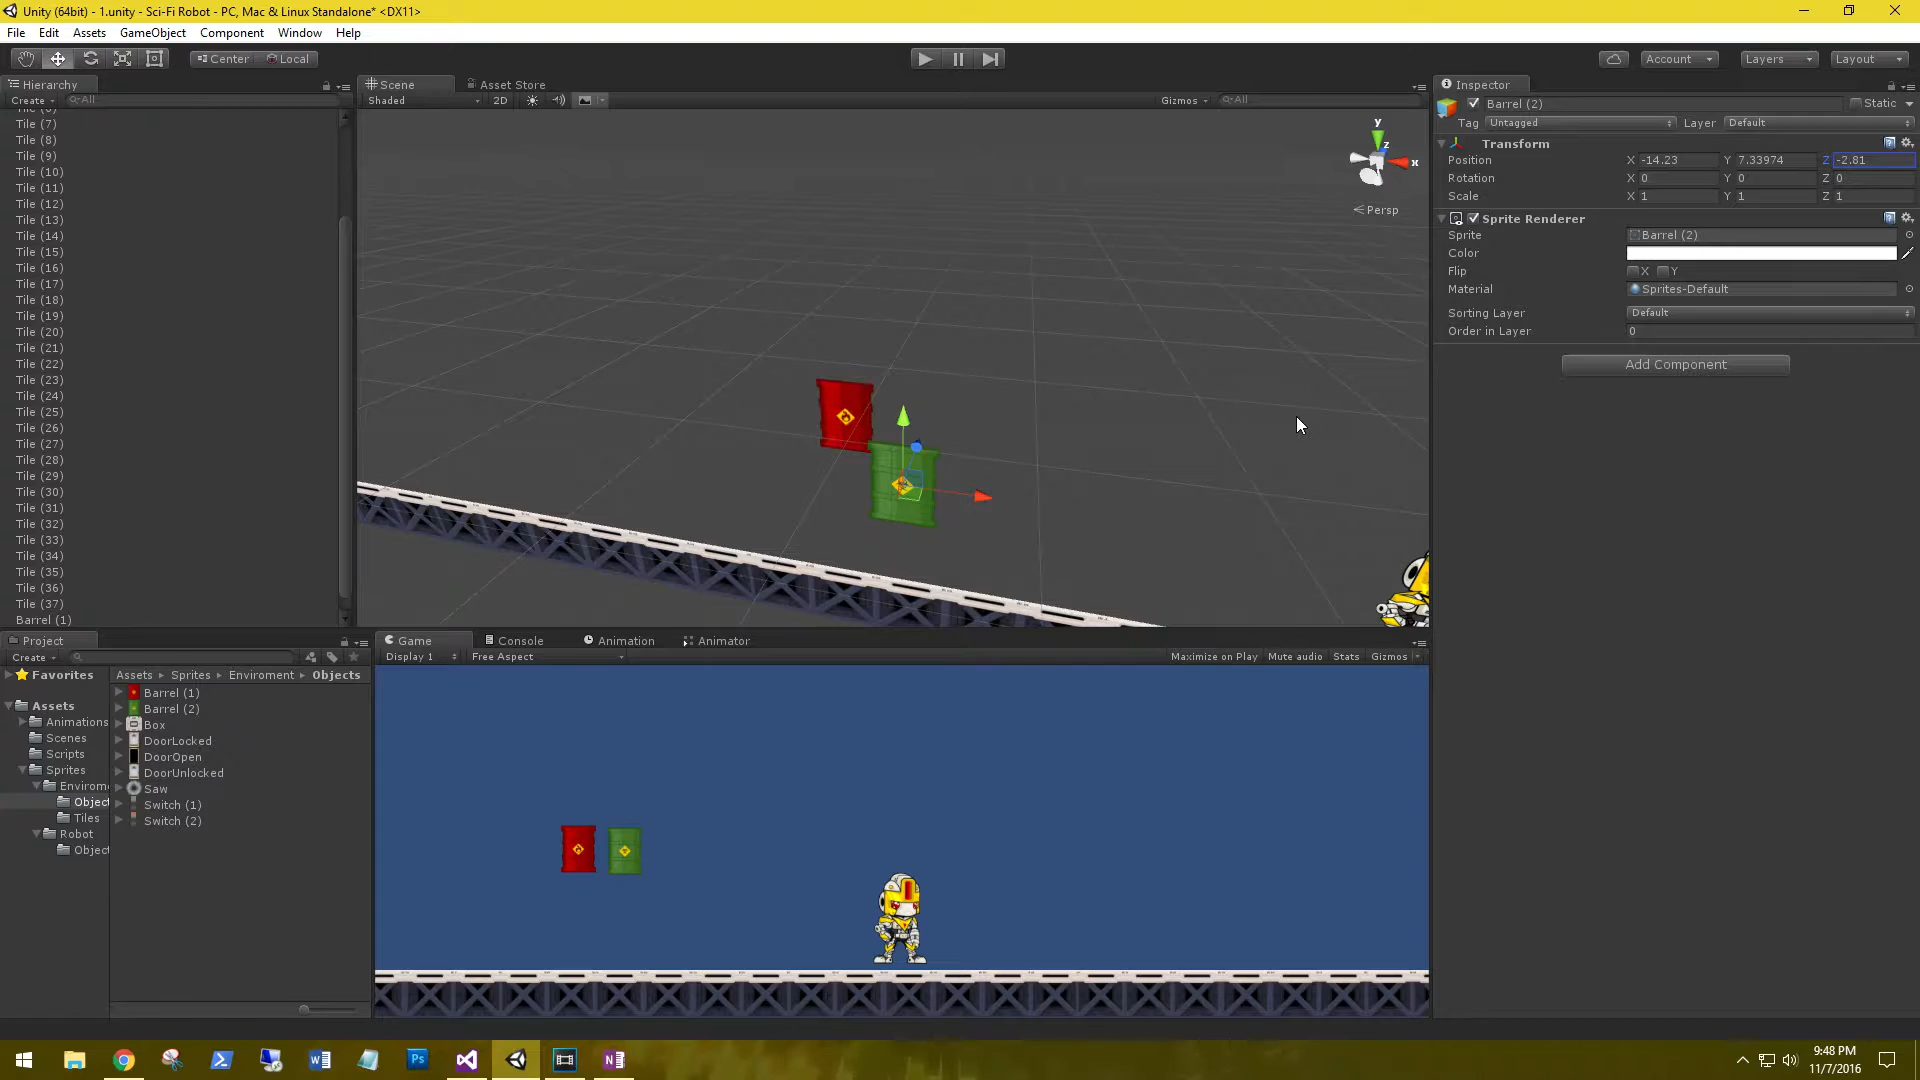 Unity (64bit) - 1.unity - Sci-Fi Robot - PC, Mac & Linux Standalone* <DX11>
File Edit Assets GameObject Component Window Help
Center Local Account Layers Layout
Hierarchy Scene Asset Store Inspector
Create All Shaded 2D Gizmos All
Barrel (2) Static
Tag Untagged Layer Default
Transform
Position X -14.23 Y 7.33974 Z -2.81
Rotation X 0 Y 0 Z 0
Scale X 1 Y 1 Z 1
Sprite Renderer
Sprite Barrel (2)
Color
Flip X Y
Material Sprites-Default
Sorting Layer Default
Order in Layer 0
Add Component
y
z
x
Persp
Tile (7)
Tile (8)
Tile (9)
Tile (10)
Tile (11)
Tile (12)
Tile (13)
Tile (14)
Tile (15)
Tile (16)
Tile (17)
Tile (18)
Tile (19)
Tile (20)
Tile (21)
Tile (22)
Tile (23)
Tile (24)
Tile (25)
Tile (26)
Tile (27)
Tile (28)
Tile (29)
Tile (30)
Tile (31)
Tile (32)
Tile (33)
Tile (34)
Tile (35)
Tile (36)
Tile (37)
Barrel (1)
Project
Create
Favorites
Assets
Animations
Scenes
Scripts
Sprites
Envirom
Object
Tiles
Robot
Object
Assets Sprites Enviroment Objects
Barrel (1)
Barrel (2)
Box
DoorLocked
DoorOpen
DoorUnlocked
Saw
Switch (1)
Switch (2)
Game Console Animation Animator
Display 1 Free Aspect Maximize on Play Mute audio Stats Gizmos
9:48 PM
11/7/2016